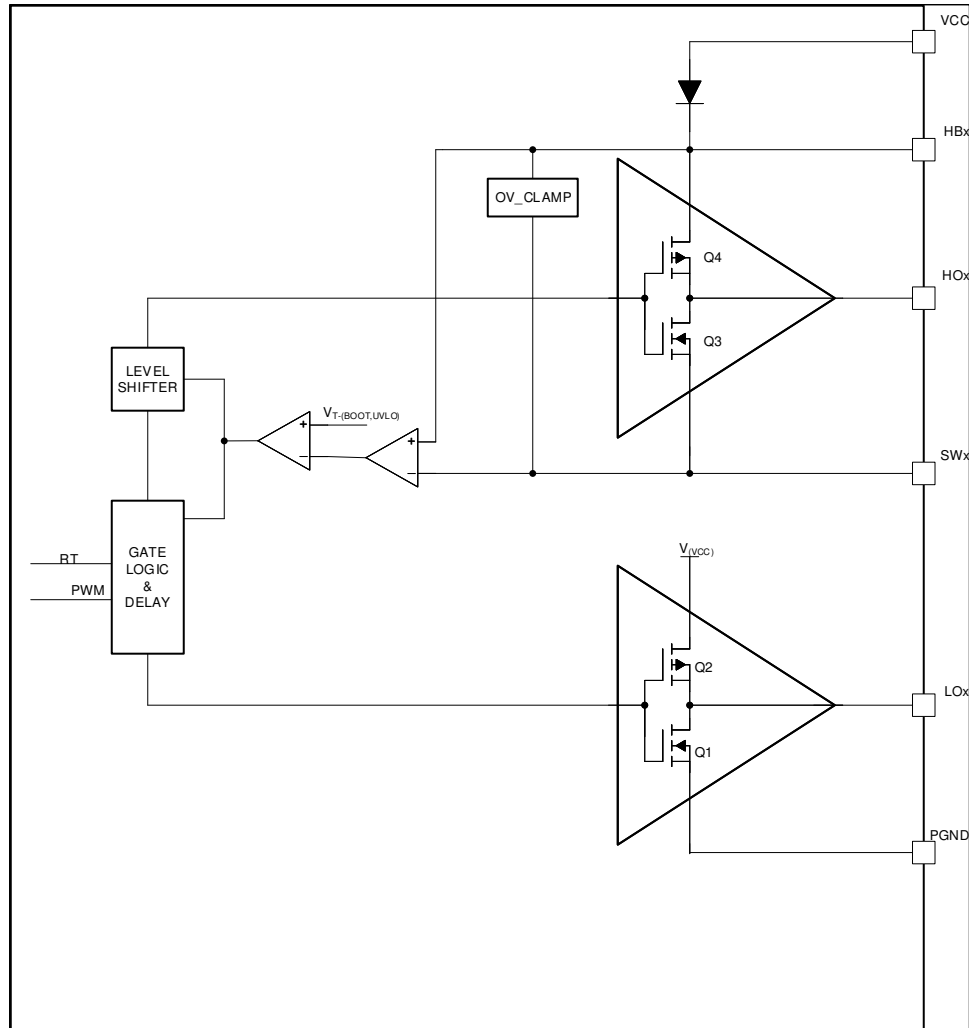 VCC
HBx
OV_CLAMP
Q4
HOx
Q3
LEVEL
SHIFTER
VT-(BOOT,UVLO)
+
−
+
−
SWx
GATE
LOGIC
&
DELAY
RT
PWM
V(VCC)
Q2
LOx
Q1
PGND